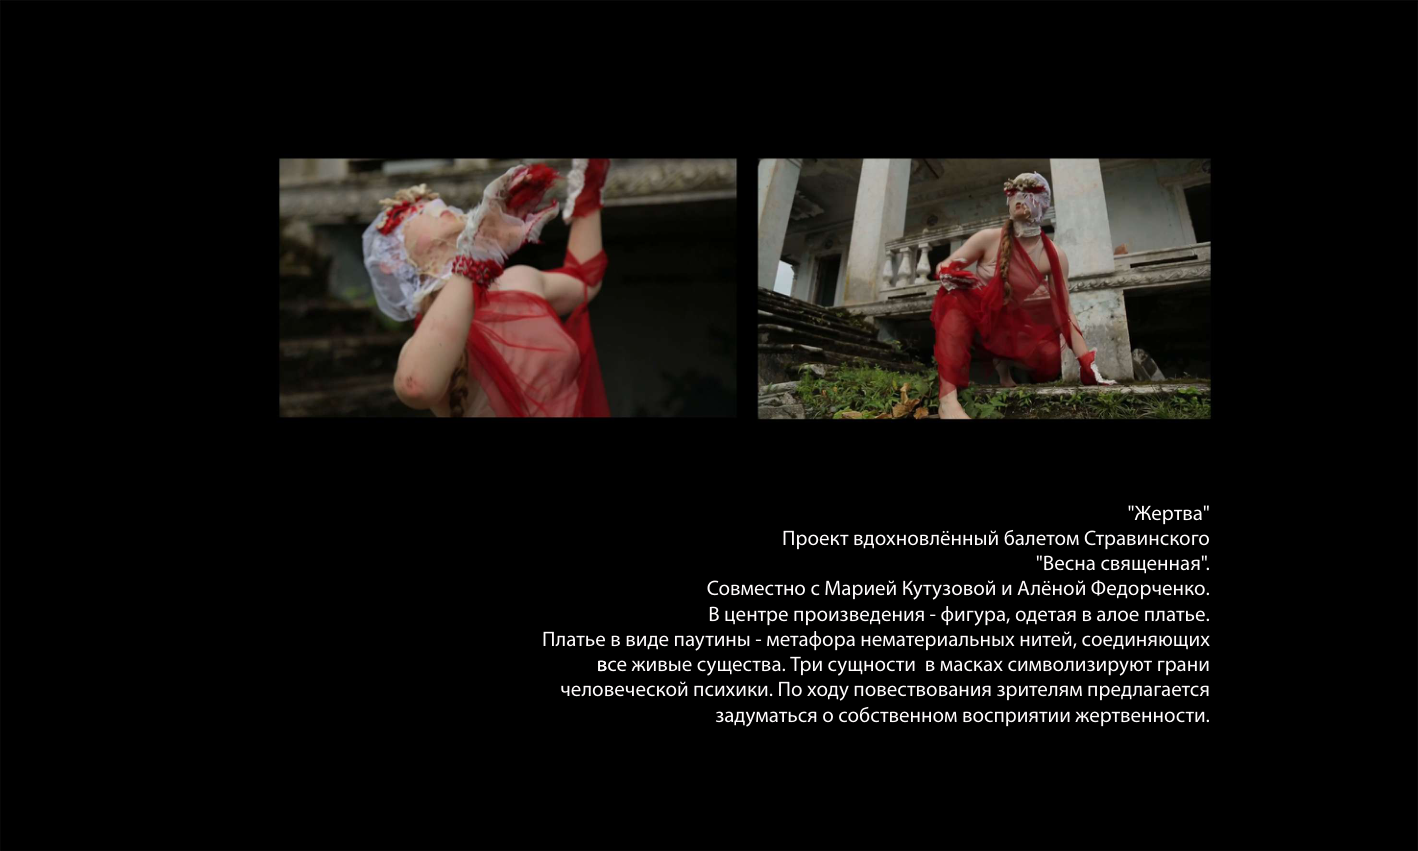 "Жертва"
Проект вдохновлённый балетом Стравинского
"Весна священная".
Совместно с Марией Кутузовой и Алёной Федорченко.
В центре произведения - фигура, одетая в алое платье.
Платье в виде паутины - метафора нематериальных нитей, соединяющих
все живые существа. Три сущности  в масках символизируют грани
человеческой психики. По ходу повествования зрителям предлагается
задуматься о собственном восприятии жертвенности.